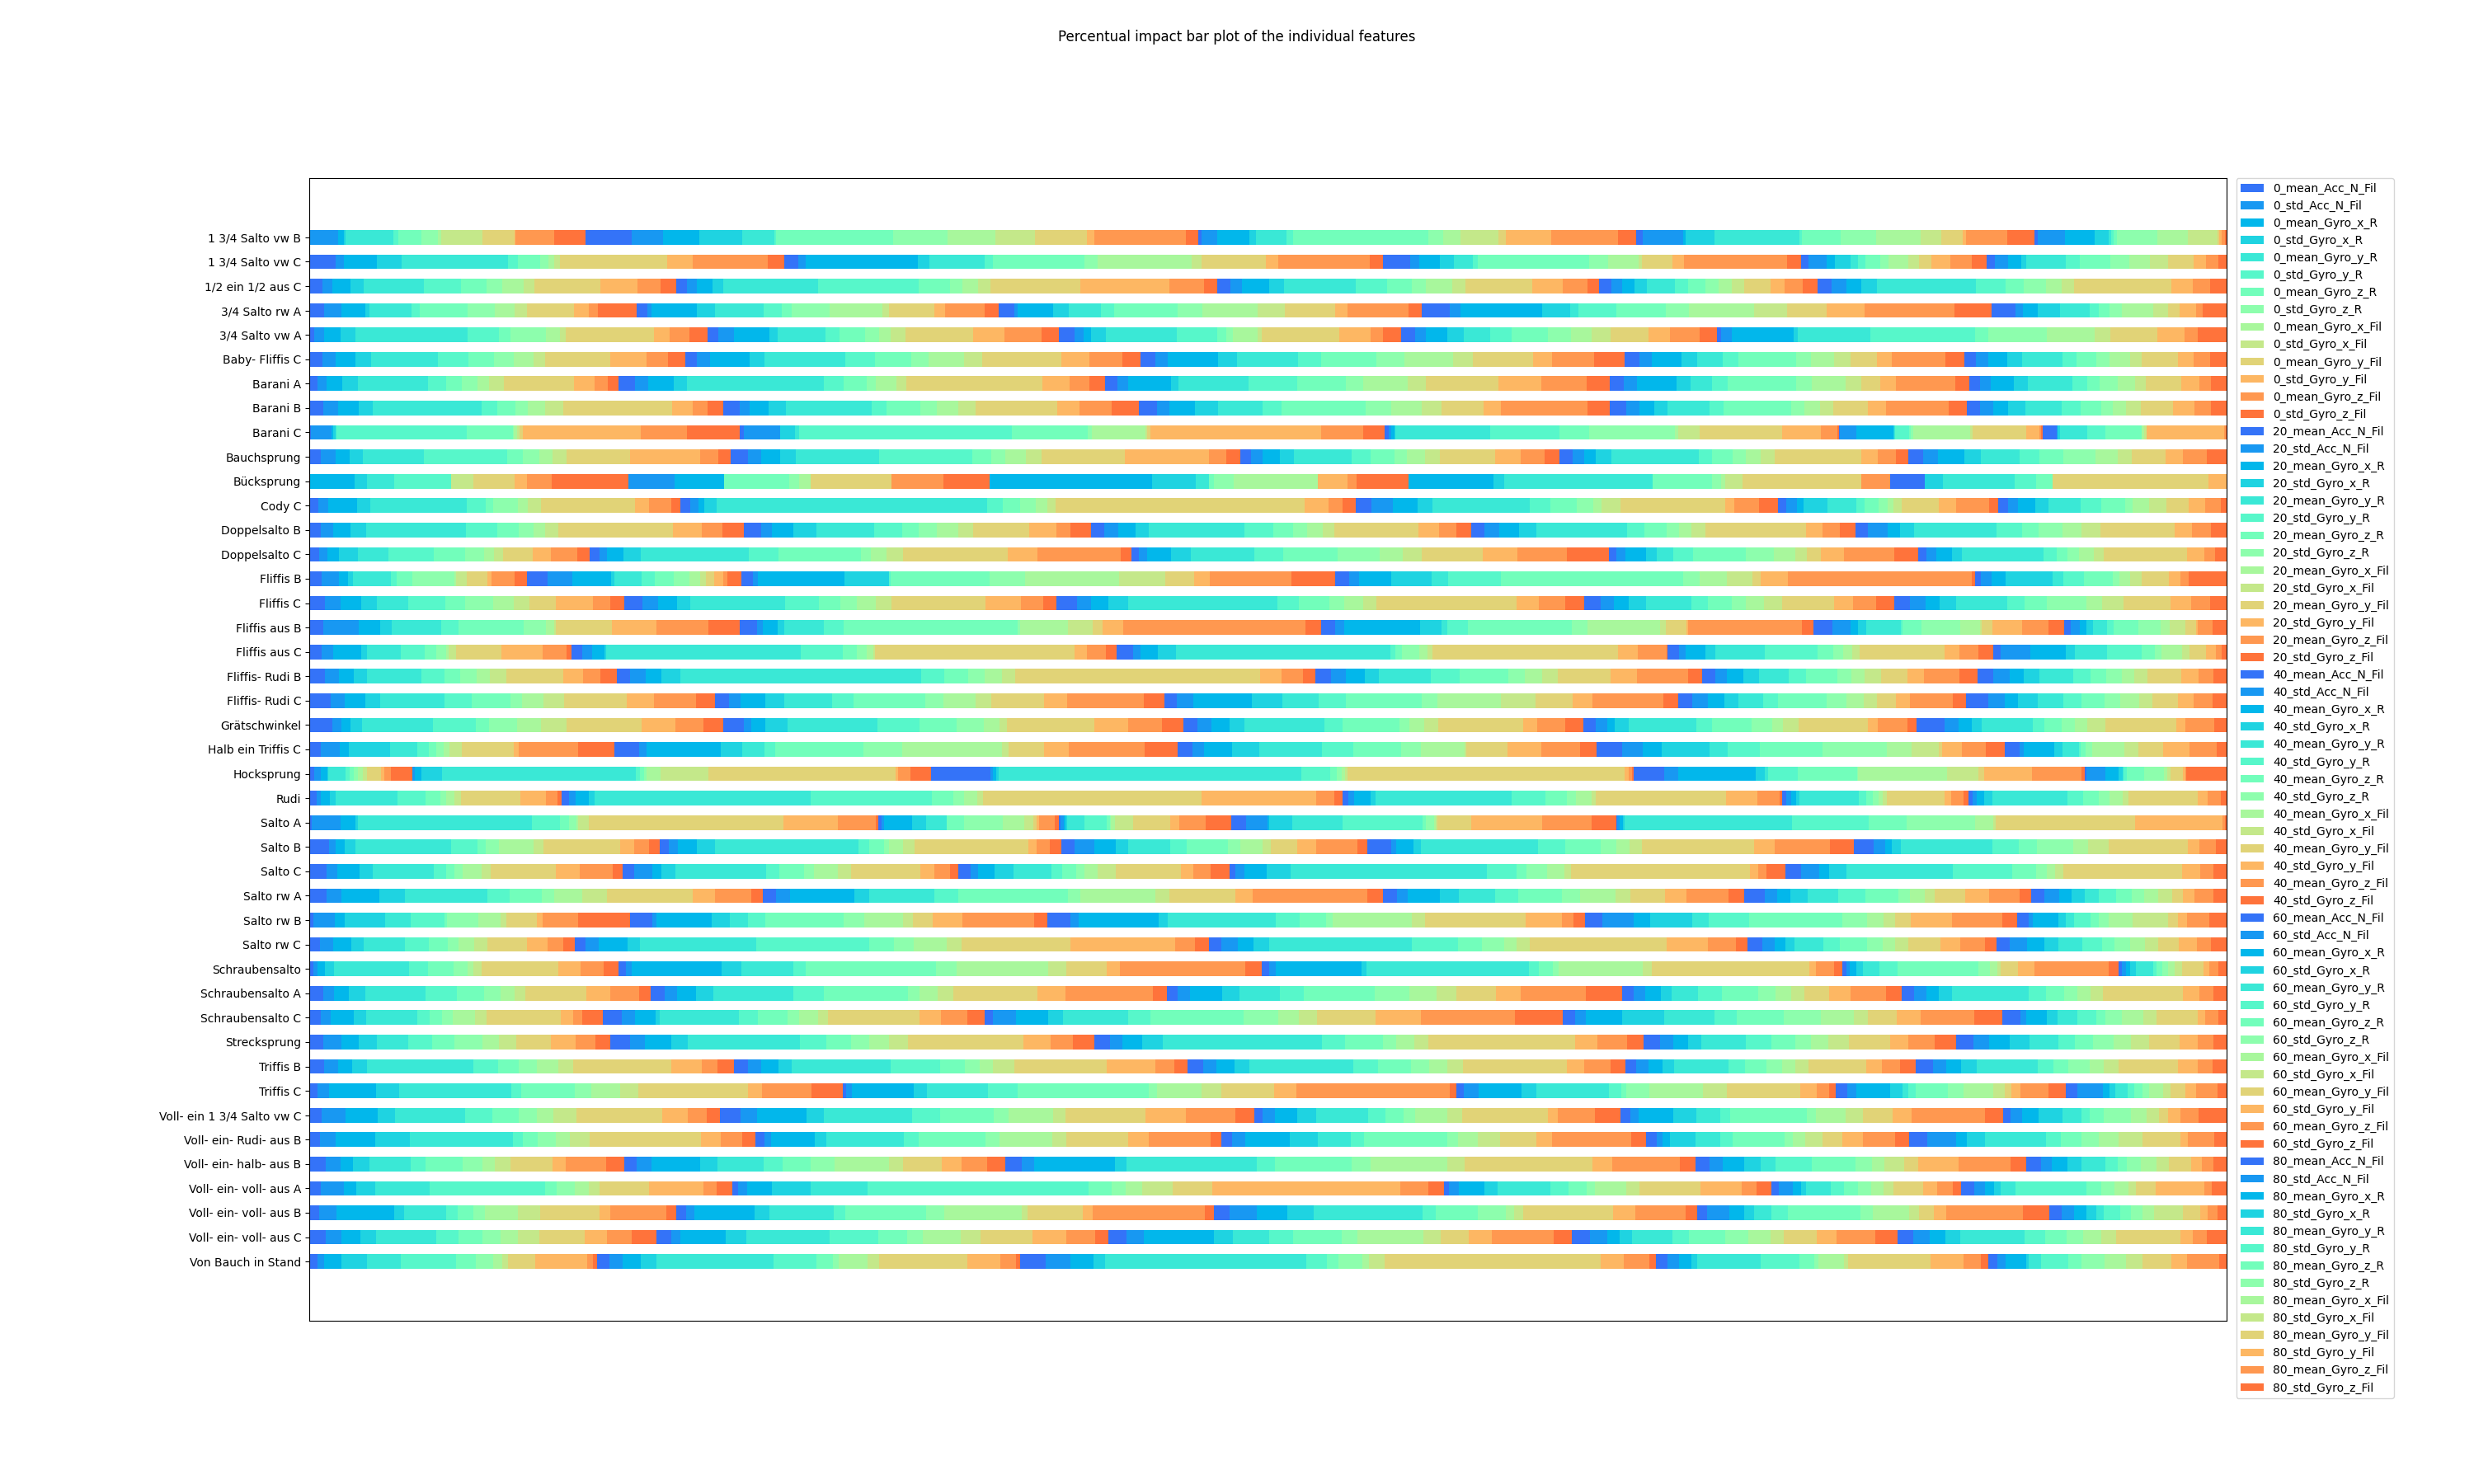 Percentual impact bar plot of the individual features
1 3/4 Salto vw B
1 3/4 Salto vw C
1/2 ein 1/2 aus C
3/4 Salto rw A
3/4 Salto vw A
Baby- Fliffis C
Barani A
Barani B
Barani C
Bauchsprung
Bücksprung
Cody C
Doppelsalto B
Doppelsalto C
Fliffis B
Fliffis C
Fliffis aus B
Fliffis aus C
Fliffis- Rudi B
Fliffis- Rudi C
Grätschwinkel
Halb ein Triffis C
Hocksprung
Rudi
Salto A
Salto B
Salto C
Salto rw A
Salto rw B
Salto rw C
Schraubensalto
Schraubensalto A
Schraubensalto C
Strecksprung
Triffis B
Triffis C
Voll- ein 1 3/4 Salto vw C
Voll- ein- Rudi- aus B
Voll- ein- halb- aus B
Voll- ein- voll- aus A
Voll- ein- voll- aus B
Voll- ein- voll- aus C
Von Bauch in Stand
0_mean_Acc_N_Fil
0_std_Acc_N_Fil
0_mean_Gyro_x_R
0_std_Gyro_x_R
0_mean_Gyro_y_R
0_std_Gyro_y_R
0_mean_Gyro_z_R
0_std_Gyro_z_R
0_mean_Gyro_x_Fil
0_std_Gyro_x_Fil
0_mean_Gyro_y_Fil
0_std_Gyro_y_Fil
0_mean_Gyro_z_Fil
0_std_Gyro_z_Fil
20_mean_Acc_N_Fil
20_std_Acc_N_Fil
20_mean_Gyro_x_R
20_std_Gyro_x_R
20_mean_Gyro_y_R
20_std_Gyro_y_R
20_mean_Gyro_z_R
20_std_Gyro_z_R
20_mean_Gyro_x_Fil
20_std_Gyro_x_Fil
20_mean_Gyro_y_Fil
20_std_Gyro_y_Fil
20_mean_Gyro_z_Fil
20_std_Gyro_z_Fil
40_mean_Acc_N_Fil
40_std_Acc_N_Fil
40_mean_Gyro_x_R
40_std_Gyro_x_R
40_mean_Gyro_y_R
40_std_Gyro_y_R
40_mean_Gyro_z_R
40_std_Gyro_z_R
40_mean_Gyro_x_Fil
40_std_Gyro_x_Fil
40_mean_Gyro_y_Fil
40_std_Gyro_y_Fil
40_mean_Gyro_z_Fil
40_std_Gyro_z_Fil
60_mean_Acc_N_Fil
60_std_Acc_N_Fil
60_mean_Gyro_x_R
60_std_Gyro_x_R
60_mean_Gyro_y_R
60_std_Gyro_y_R
60_mean_Gyro_z_R
60_std_Gyro_z_R
60_mean_Gyro_x_Fil
60_std_Gyro_x_Fil
60_mean_Gyro_y_Fil
60_std_Gyro_y_Fil
60_mean_Gyro_z_Fil
60_std_Gyro_z_Fil
80_mean_Acc_N_Fil
80_std_Acc_N_Fil
80_mean_Gyro_x_R
80_std_Gyro_x_R
80_mean_Gyro_y_R
80_std_Gyro_y_R
80_mean_Gyro_z_R
80_std_Gyro_z_R
80_mean_Gyro_x_Fil
80_std_Gyro_x_Fil
80_mean_Gyro_y_Fil
80_std_Gyro_y_Fil
80_mean_Gyro_z_Fil
80_std_Gyro_z_Fil